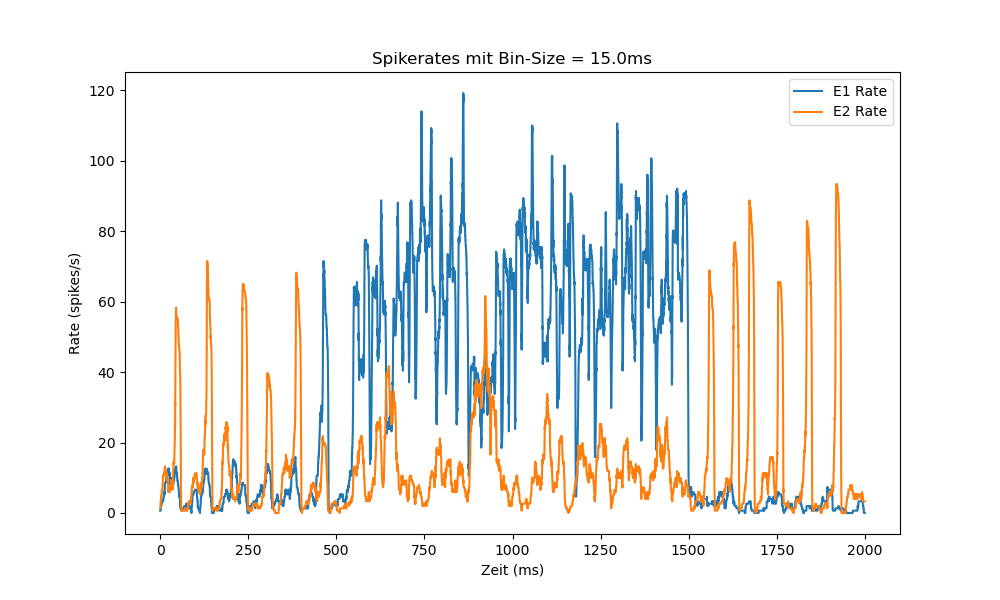 Spikerates mit Bin-Size = 15.0ms
E1 Rate
E2 Rate
120
100
80
60
40
20
0
Rate (spikes/s)
0 250 500 750 1000 1250 1500 1750 2000
Zeit (ms)